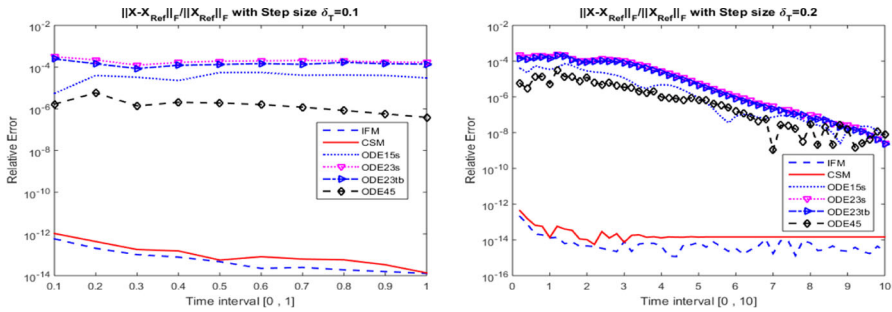 ||X-X_Ref||_F/||X_Ref||_F with Step size δ_T=0.1
Relative Error
10^-2
10^-4
10^-6
10^-8
10^-10
10^-12
10^-14
IFM
CSM
ODE15s
ODE23s
ODE23tb
ODE45
0.1 0.2 0.3 0.4 0.5 0.6 0.7 0.8 0.9 1
Time interval [0 , 1]
||X-X_Ref||_F/||X_Ref||_F with Step size δ_T=0.2
Relative Error
10^-2
10^-4
10^-6
10^-8
10^-10
10^-12
10^-14
10^-16
IFM
CSM
ODE15s
ODE23s
ODE23tb
ODE45
0 1 2 3 4 5 6 7 8 9 10
Time interval [0 , 10]